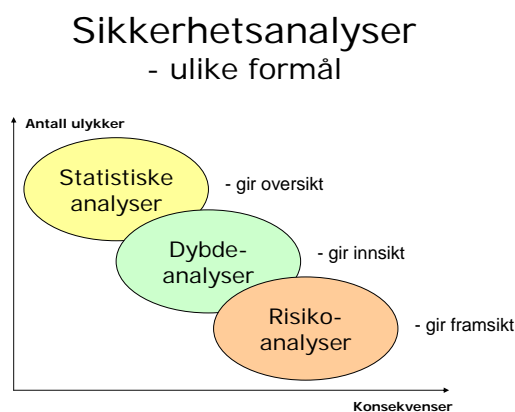 Sikkerhetsanalyser
- ulike formål
Antall ulykker
Statistiske
analyser
- gir oversikt
Dybde-
analyser
- gir innsikt
Risiko-
analyser
- gir framsikt
Konsekvenser